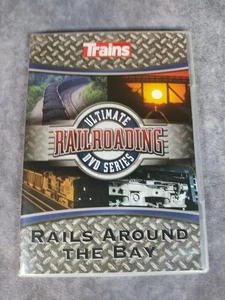 Trains
ULTIMATE
RAILROADING
DVD SERIES
RAILS AROUND
THE BAY